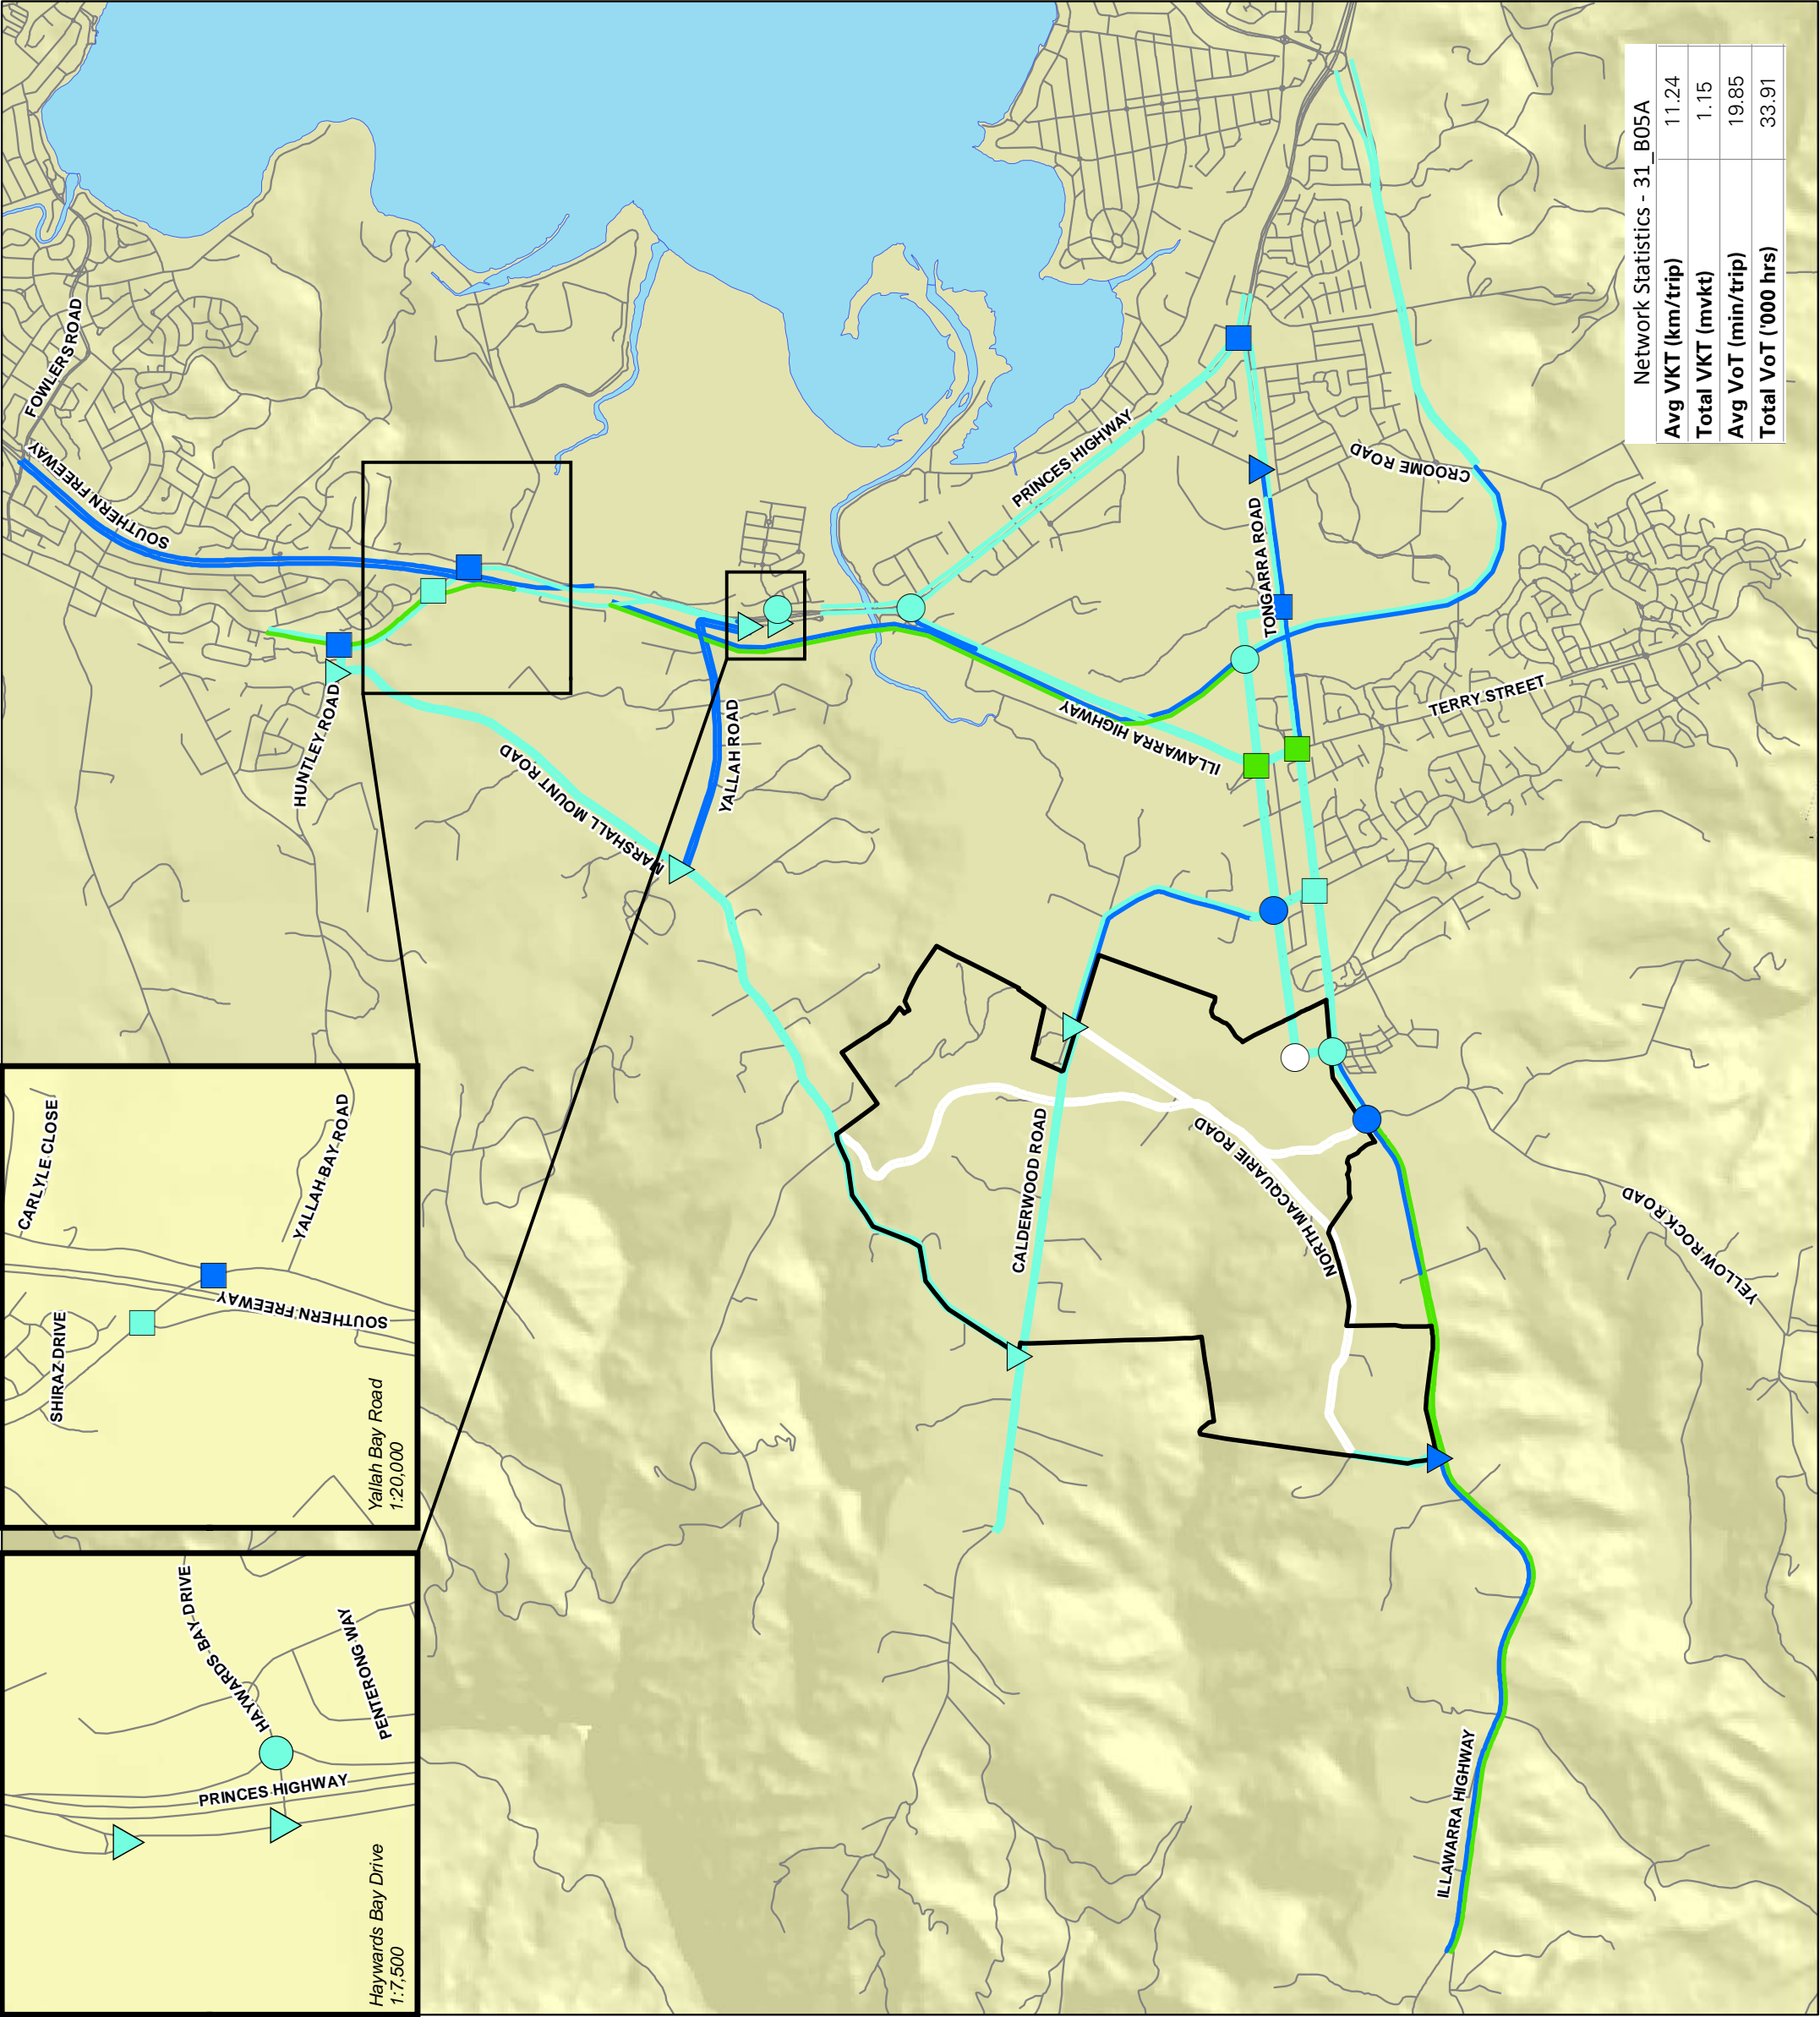 Haywards Bay Drive
1:7,500
HAYWARDS BAY DRIVE
PENTERONG WAY
PRINCES HIGHWAY
Yallah Bay Road
1:20,000
CARLYLE CLOSE
SHIRAZ DRIVE
YALLAH BAY ROAD
SOUTHERN FREEWAY
FOWLERS ROAD
SOUTHERN FREEWAY
HUNTLEY ROAD
MARSHALL MOUNT ROAD
YALLAH ROAD
PRINCES HIGHWAY
ILLAWARRA HIGHWAY
TONGARRA ROAD
CROOME ROAD
TERRY STREET
CALDERWOOD ROAD
NORTH MACQUARIE ROAD
YELLOW ROCK ROAD
ILLAWARRA HIGHWAY
Network Statistics - 31_B05A
Avg VKT (km/trip) 11.24
Total VKT (mvkt) 1.15
Avg VoT (min/trip) 19.85
Total VoT ('000 hrs) 33.91